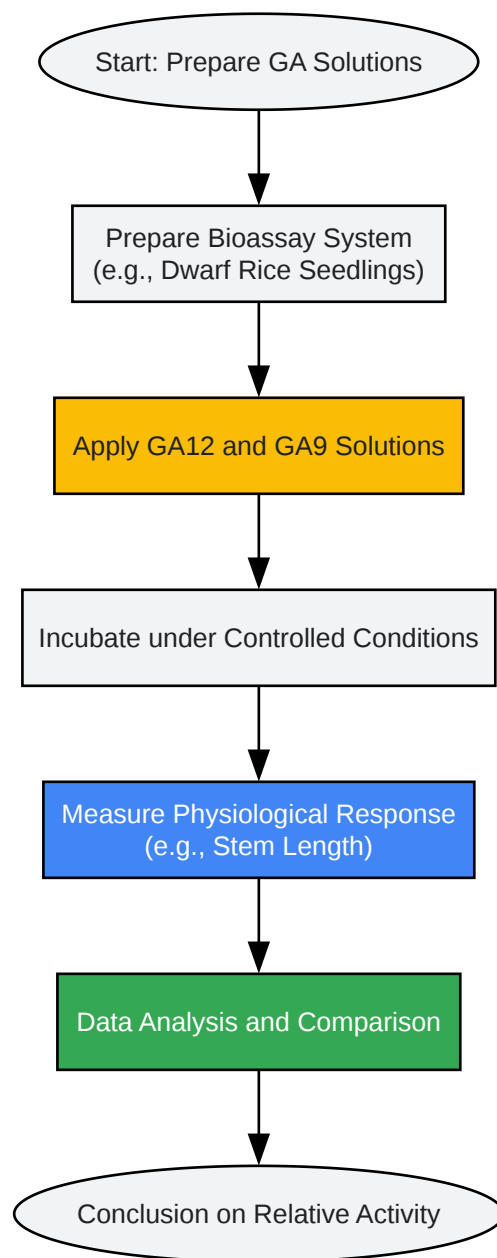 Start: Prepare GA Solutions
Prepare Bioassay System
(e.g., Dwarf Rice Seedlings)
Apply GA12 and GA9 Solutions
Incubate under Controlled Conditions
Measure Physiological Response
(e.g., Stem Length)
Data Analysis and Comparison
Conclusion on Relative Activity